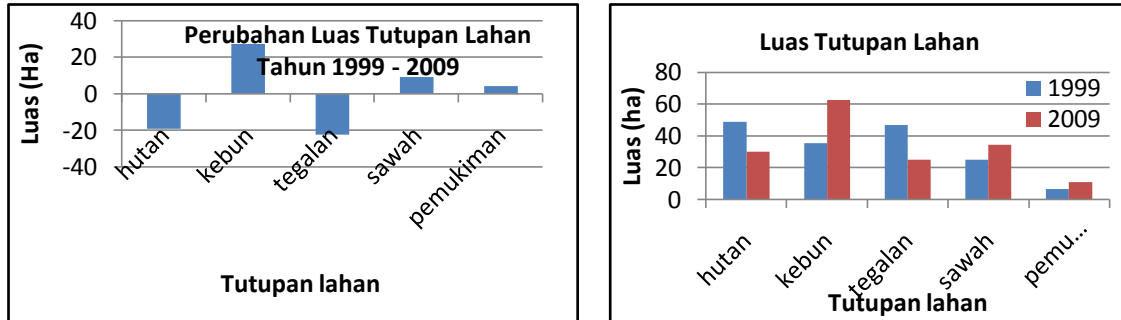 Perubahan Luas Tutupan Lahan
Tahun 1999 - 2009
Luas (Ha)
40
20
0
-20
-40
hutan
kebun
tegalan
sawah
pemukiman
Tutupan lahan
Luas Tutupan Lahan
Luas (ha)
80
60
40
20
0
1999
2009
hutan
kebun
tegalan
sawah
pemu...
Tutupan lahan